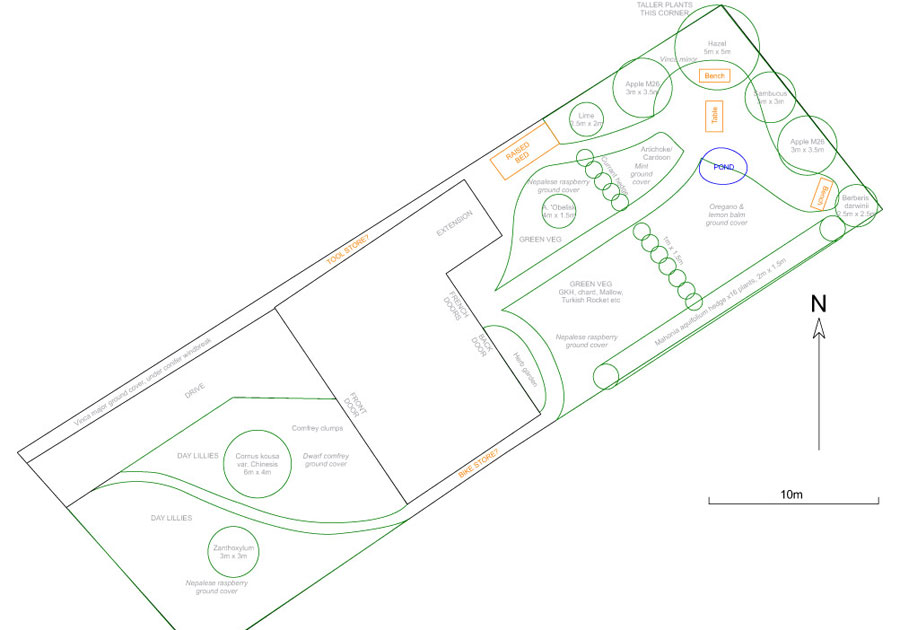 TALLER PLANTS
THIS CORNER
Hazel
5m x 5m
Vinca minor
Bench
Apple M26
3m x 3.5m
Sambucus
3m x 3m
Table
Lime
2.5m x 2m
Apple M26
3m x 3.5m
RAISED
BED
Artichoke/
Cantoon
Mint
ground
cover
Currant hedge
POND
Nepalese raspberry
ground cover
Bench
Berberis
darwinii
2.5m x 2.5m
A. 'Obelisk'
4m x 1.5m
Oregano &
lemon balm
ground cover
EXTENSION
GREEN VEG
TOOL STORE?
1m x 1.5m
GREEN VEG
GKH, chard, Mallow,
Turkish Rocket etc
Mahonia aquifolium hedge x16 plants, 2m x 1.5m
FRENCH
DOORS
N
BACK
DOOR
Nepalese raspberry
ground cover
Herb garden
Vinca major ground cover, under conifer windbreak
DRIVE
FRONT
DOOR
Comfrey clumps
DAY LILLIES
Cornus kousa
var. Chinesis
6m x 4m
Dwarf comfrey
ground cover
BIKE STORE?
10m
DAY LILLIES
Zanthoxylum
3m x 3m
Nepalese raspberry
ground cover